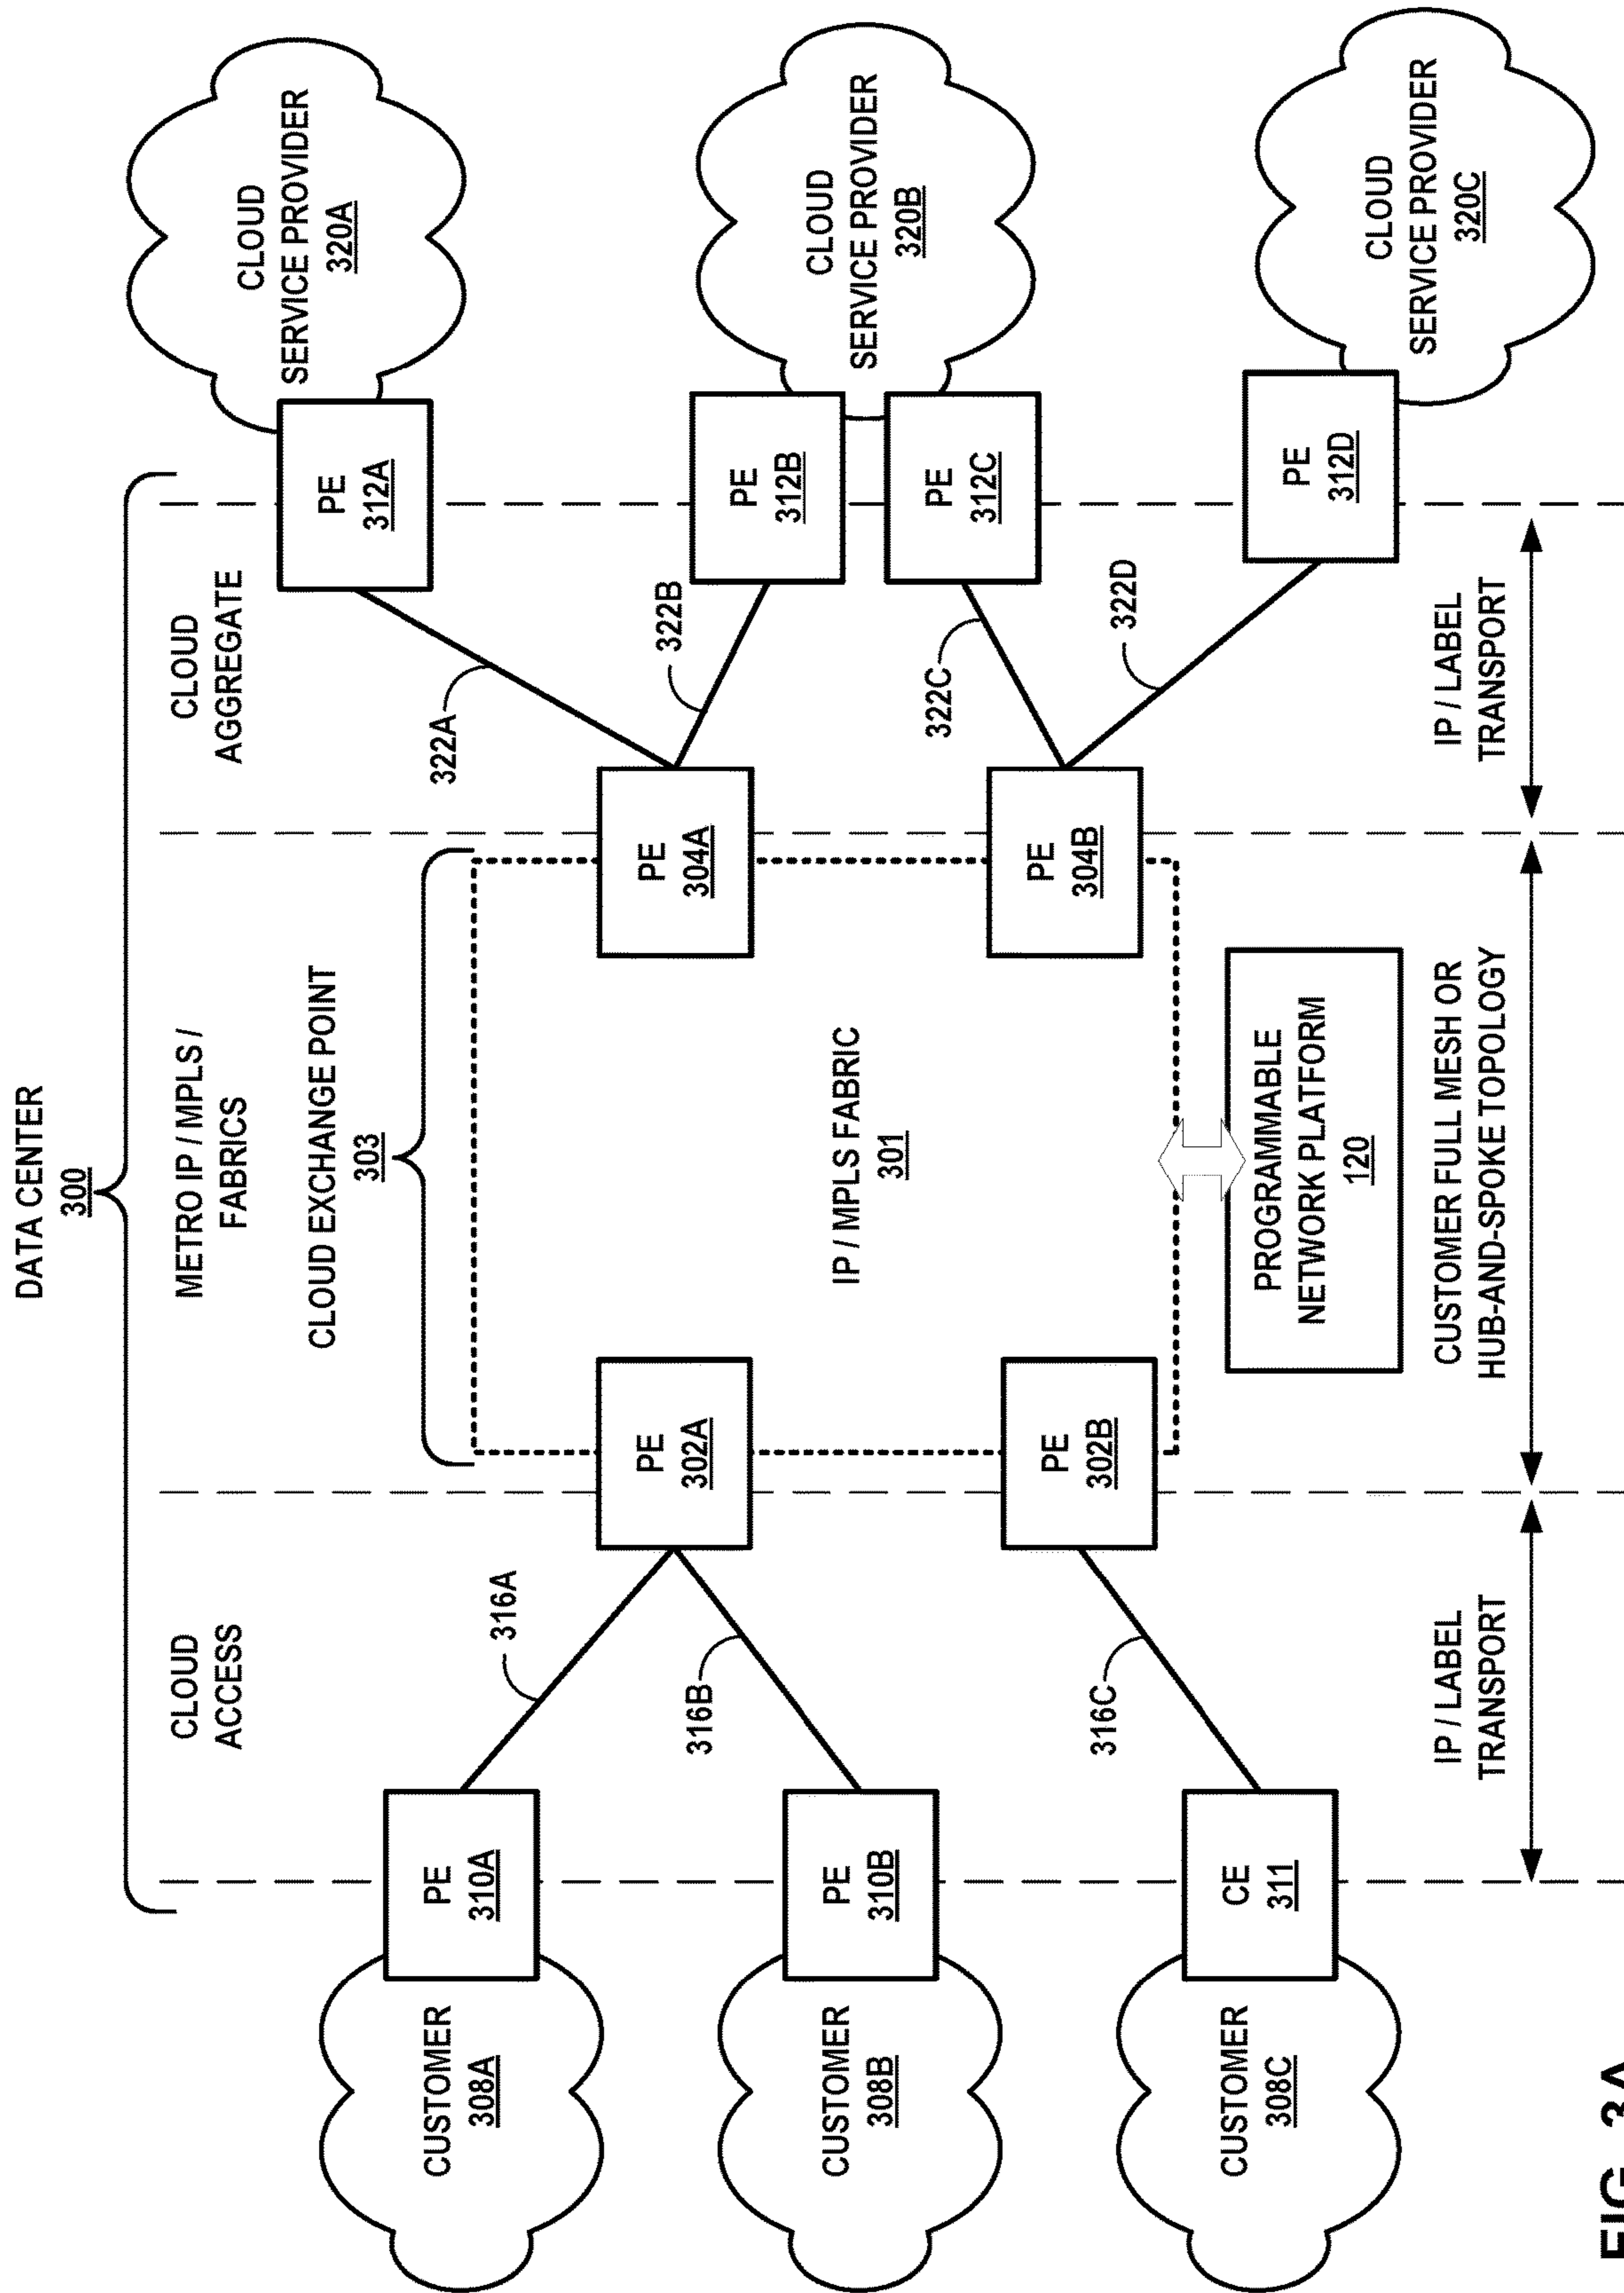 DATA CENTER
300
CLOUD
ACCESS
METRO IP / MPLS /
FABRICS
CLOUD
AGGREGATE
CLOUD EXCHANGE POINT
303
CUSTOMER
308A
PE
310A
316A
PE
302A
PE
304A
322A
PE
312A
CLOUD
SERVICE PROVIDER
320A
CUSTOMER
308B
PE
310B
316B
IP / MPLS FABRIC
301
322B
PE
312B
CLOUD
SERVICE PROVIDER
320B
322C
PE
312C
CUSTOMER
308C
CE
311
316C
PE
302B
PE
304B
322D
PE
312D
CLOUD
SERVICE PROVIDER
320C
PROGRAMMABLE
NETWORK PLATFORM
120
IP / LABEL
TRANSPORT
CUSTOMER FULL MESH OR
HUB-AND-SPOKE TOPOLOGY
IP / LABEL
TRANSPORT
FIG. 3A